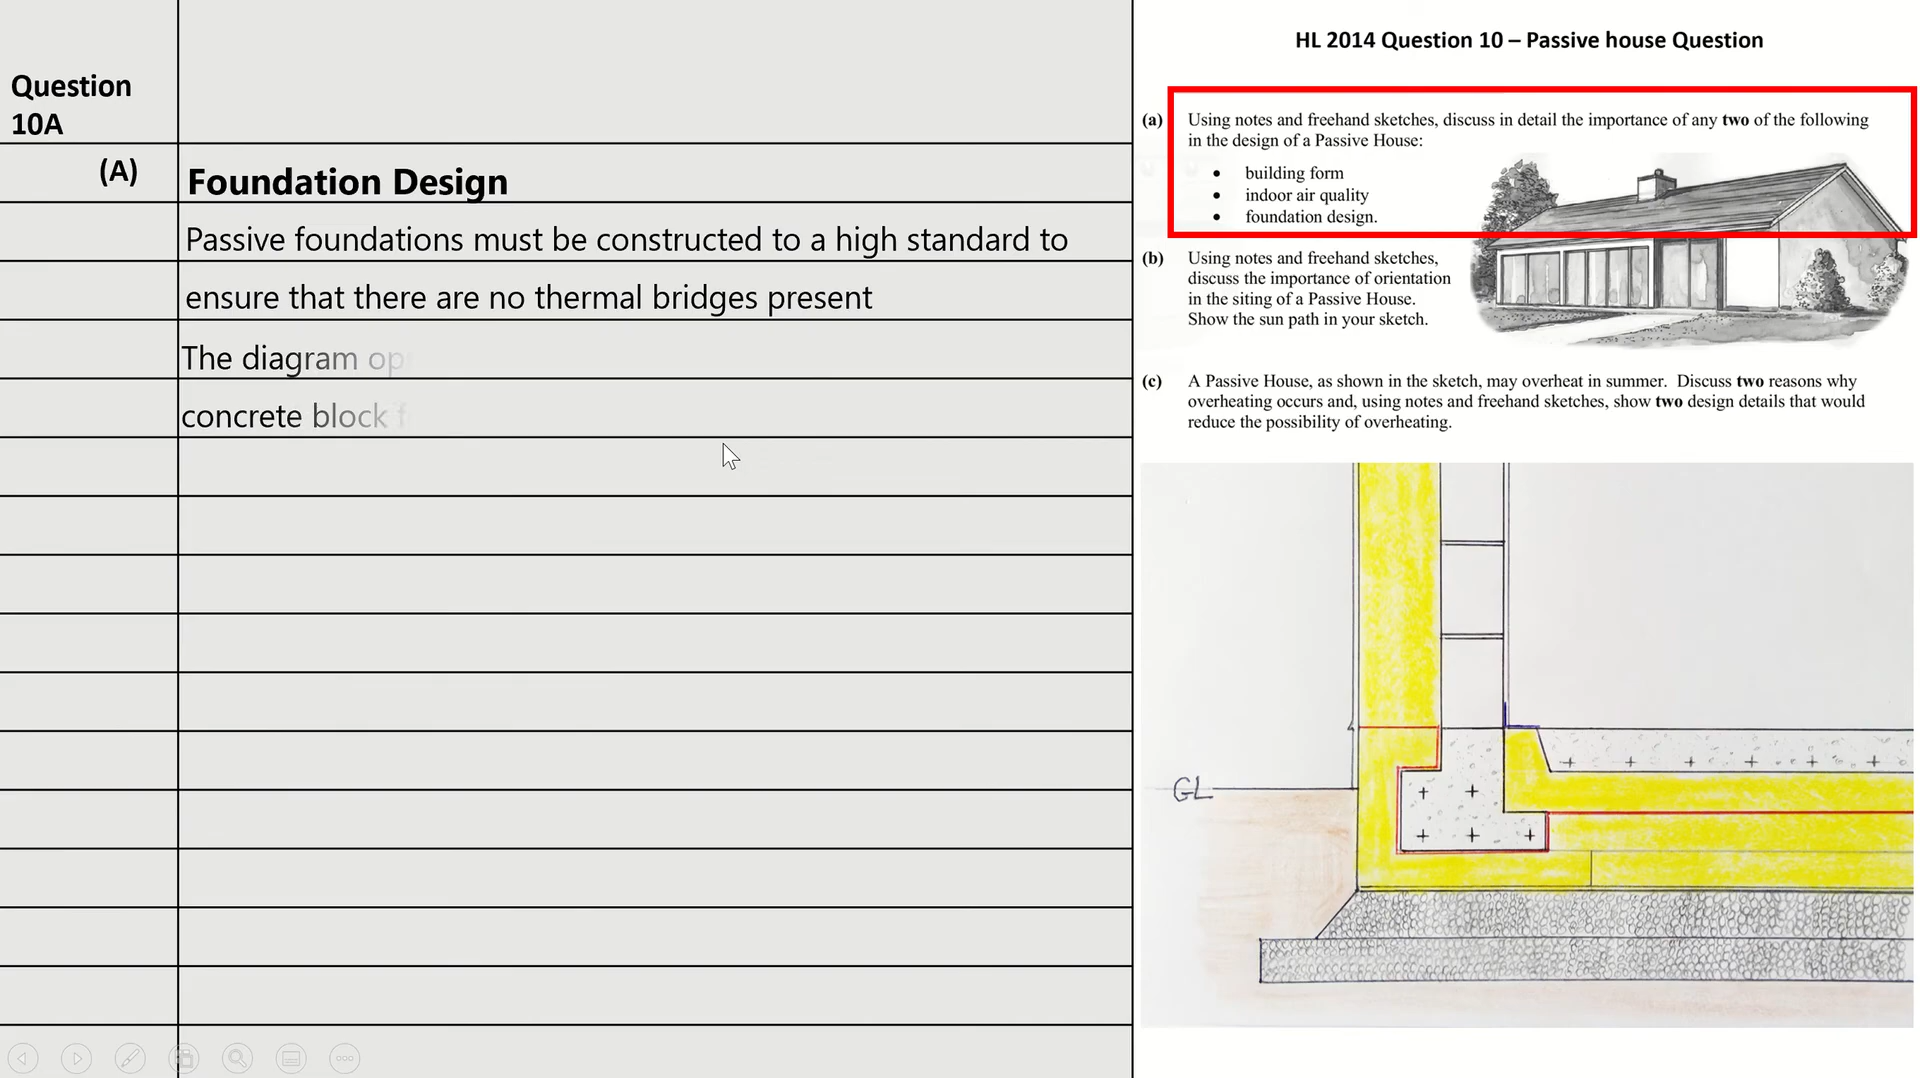 Question
10A
(A)
Foundation Design
Passive foundations must be constructed to a high standard to
ensure that there are no thermal bridges present
The diagram op
concrete block f
HL 2014 Question 10 – Passive house Question
(a) Using notes and freehand sketches, discuss in detail the importance of any two of the following
in the design of a Passive House:
• building form
• indoor air quality
• foundation design.
(b) Using notes and freehand sketches,
discuss the importance of orientation
in the siting of a Passive House.
Show the sun path in your sketch.
(c) A Passive House, as shown in the sketch, may overheat in summer. Discuss two reasons why
overheating occurs and, using notes and freehand sketches, show two design details that would
reduce the possibility of overheating.
GL